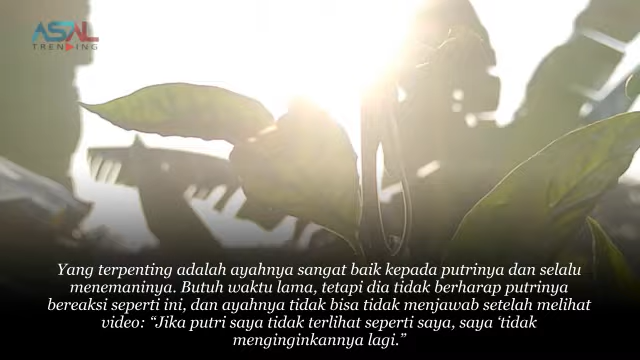 ASAL
TRENDING
Yang terpenting adalah ayahnya sangat baik kepada putrinya dan selalu
menemaninya. Butuh waktu lama, tetapi dia tidak berharap putrinya
bereaksi seperti ini, dan ayahnya tidak bisa tidak menjawab setelah melihat
video: “Jika putri saya tidak terlihat seperti saya, saya ‘tidak
menginginkannya lagi.”